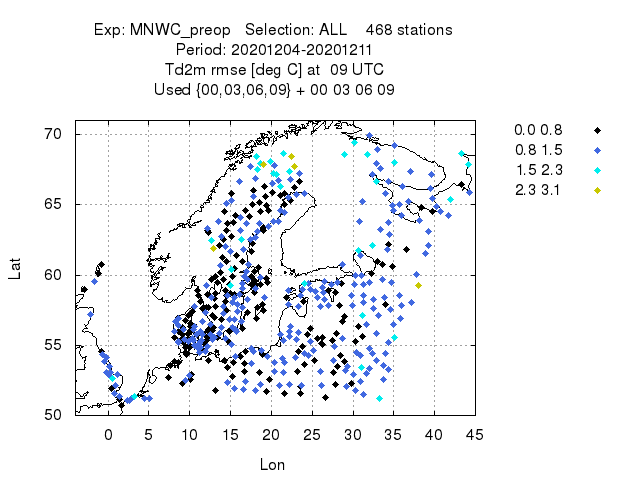 Exp: MNWC_preop Selection: ALL 468 stations
Period: 20201204-20201211
Td2m rmse [deg C] at 09 UTC
Used {00,03,06,09} + 00 03 06 09
0.0 0.8
0.8 1.5
1.5 2.3
2.3 3.1
70
65
60
55
50
Lat
0 5 10 15 20 25 30 35 40 45
Lon